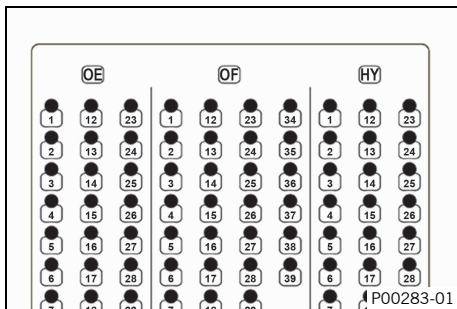 OE OF HY
1 12 23 1 12 23 34 1 12 23
2 13 24 2 13 24 35 2 13 24
3 14 25 3 14 25 36 3 14 25
4 15 26 4 15 26 37 4 15 26
5 16 27 5 16 27 38 5 16 27
6 17 28 6 17 28 39 6 17 28
P00283-01